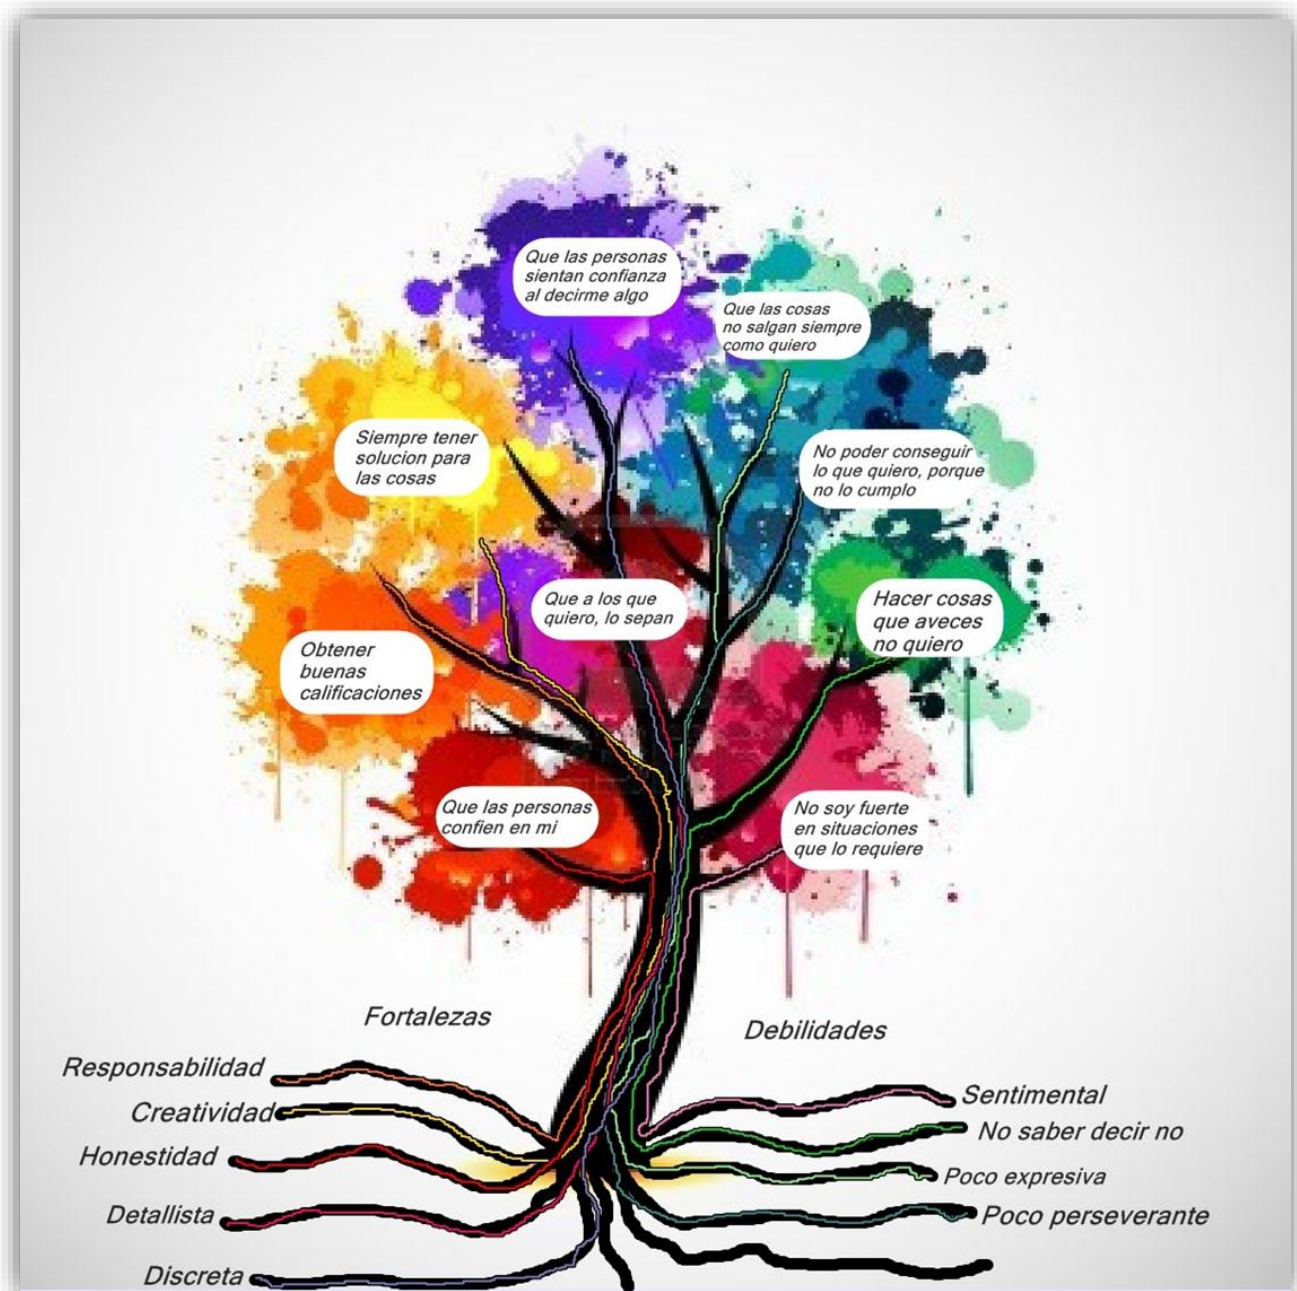 Que las personas
sientan confianza
al decirme algo
Que las cosas
no salgan siempre
como quiero
Siempre tener
solucion para
las cosas
No poder conseguir
lo que quiero, porque
no lo cumplo
Que a los que
quiero, lo sepan
Hacer cosas
que aveces
no quiero
Obtener
buenas
calificaciones
Que las personas
confien en mi
No soy fuerte
en situaciones
que lo requiere
Fortalezas
Debilidades
Responsabilidad
Creatividad
Honestidad
Detallista
Discreta
Sentimental
No saber decir no
Poco expresiva
Poco perseverante